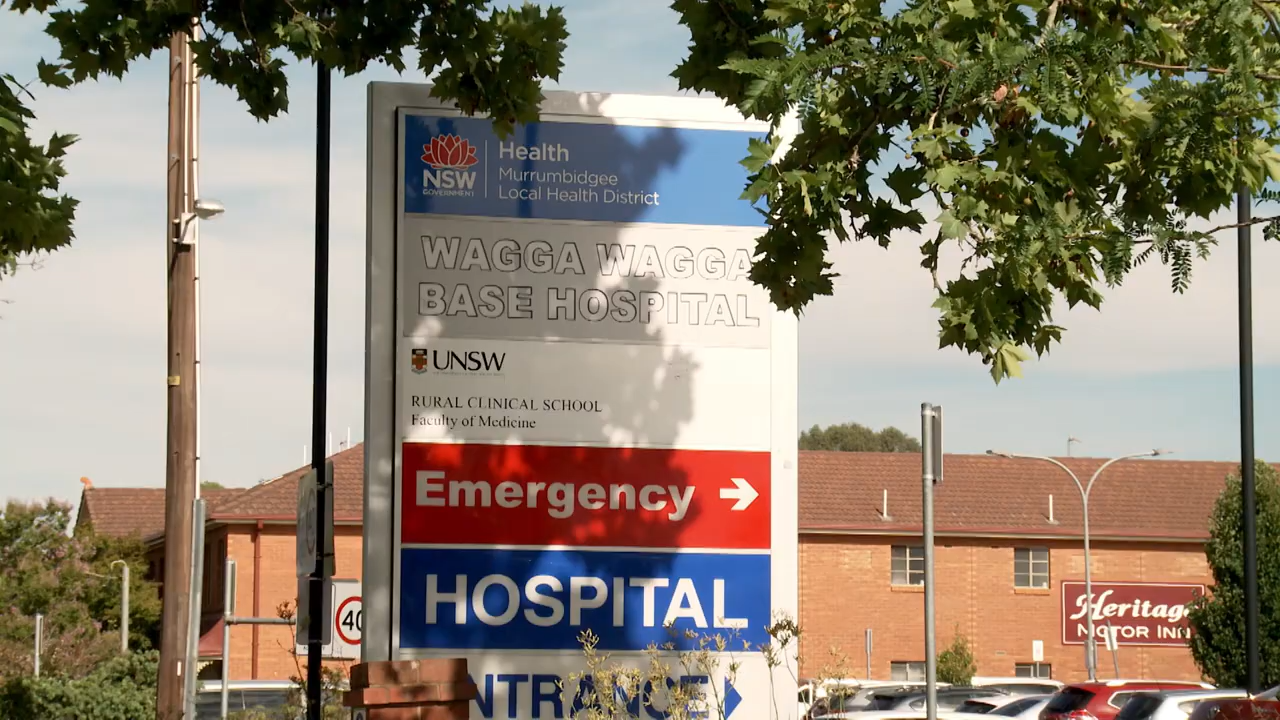 Health
NSW
GOVERNMENT
Murrumbidgee
Local Health District
WAGGA WAGGA
BASE HOSPITAL
UNSW
RURAL CLINICAL SCHOOL
Faculty of Medicine
Emergency
HOSPITAL
NTRANCE
40
Heritage
MOTOR INN